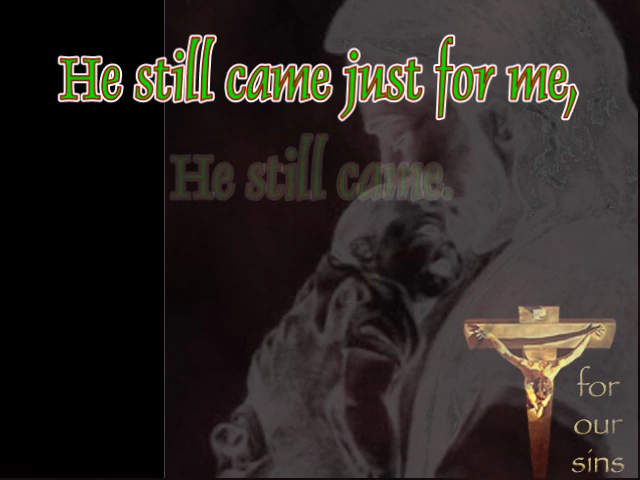 He still came just for me,
He still came.
for
our
sins